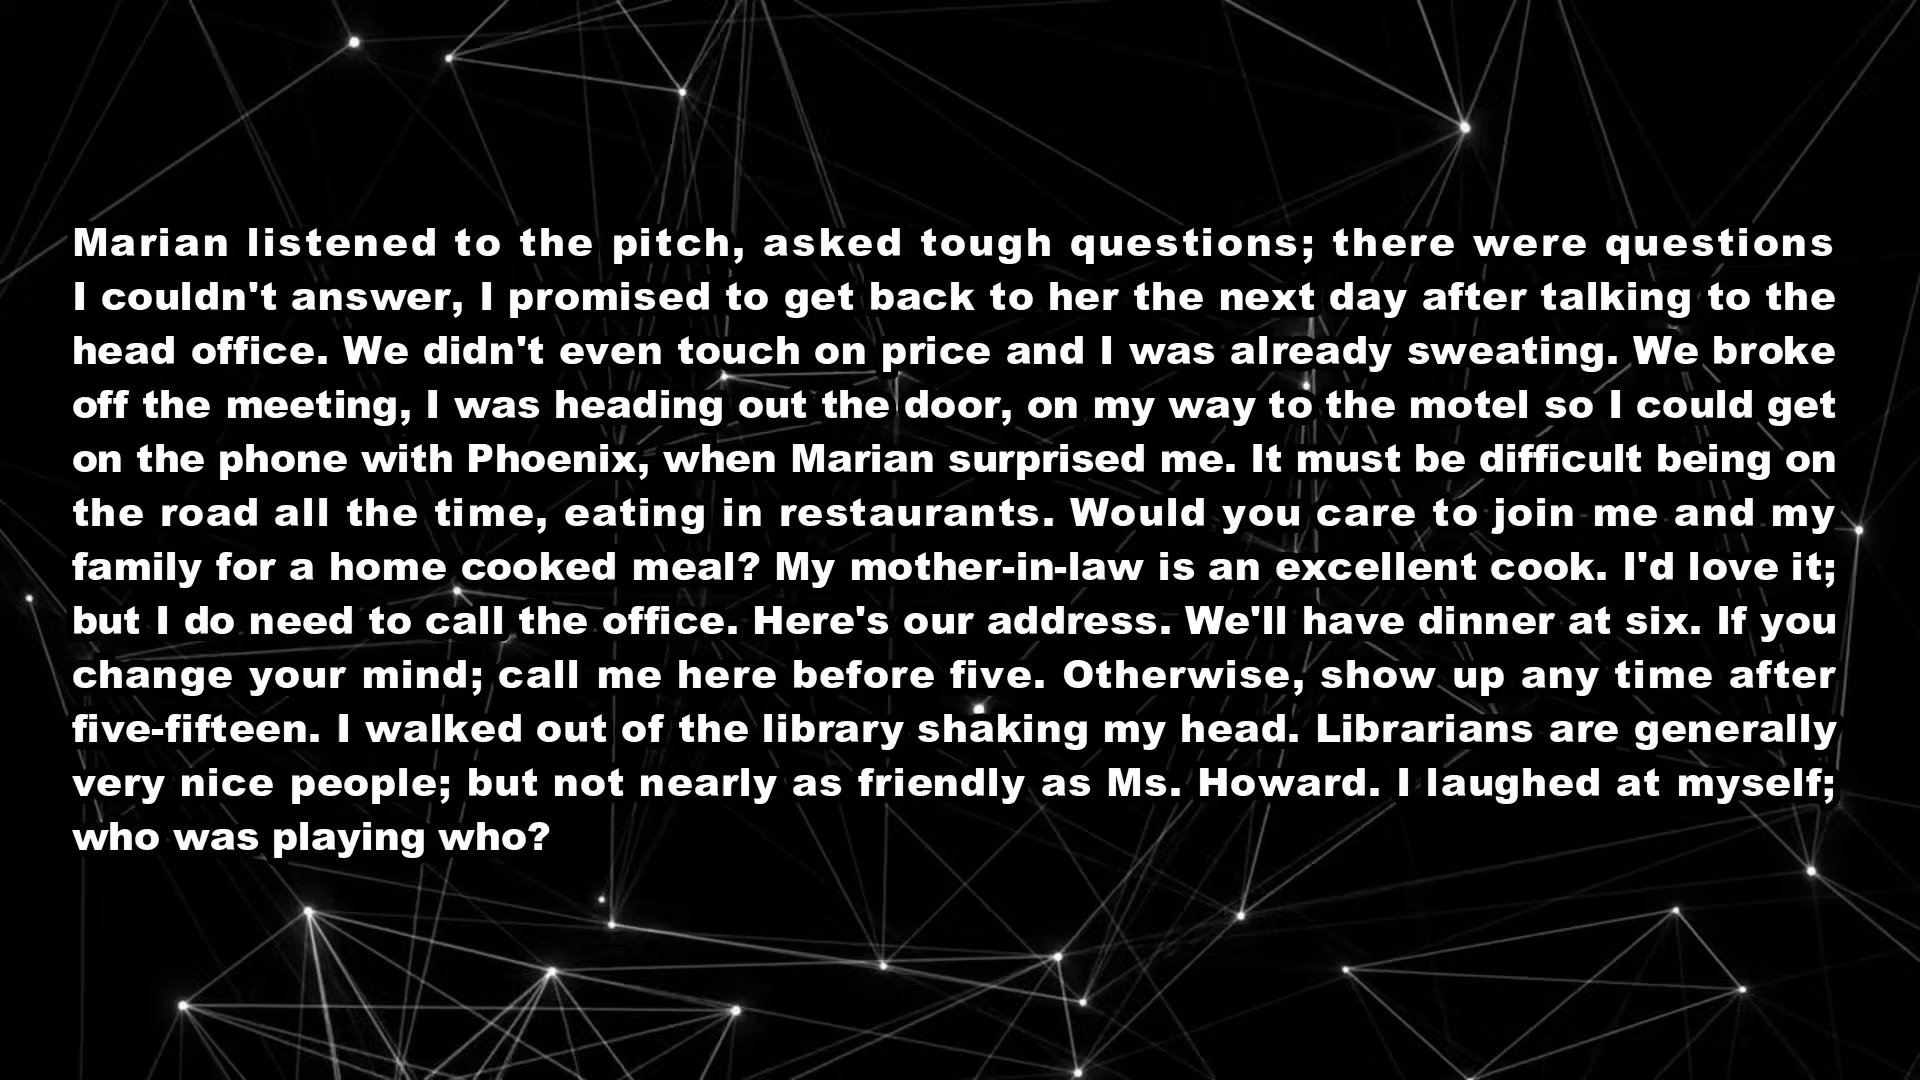 Marian listened to the pitch, asked tough questions; there were questions
I couldn't answer, I promised to get back to her the next day after talking to the
head office. We didn't even touch on price and I was already sweating. We broke
off the meeting, I was heading out the door, on my way to the motel so I could get
on the phone with Phoenix, when Marian surprised me. It must be difficult being on
the road all the time, eating in restaurants. Would you care to join me and my
family for a home cooked meal? My mother-in-law is an excellent cook. I'd love it;
but I do need to call the office. Here's our address. We'll have dinner at six. If you
change your mind; call me here before five. Otherwise, show up any time after
five-fifteen. I walked out of the library shaking my head. Librarians are generally
very nice people; but not nearly as friendly as Ms. Howard. I laughed at myself;
who was playing who?